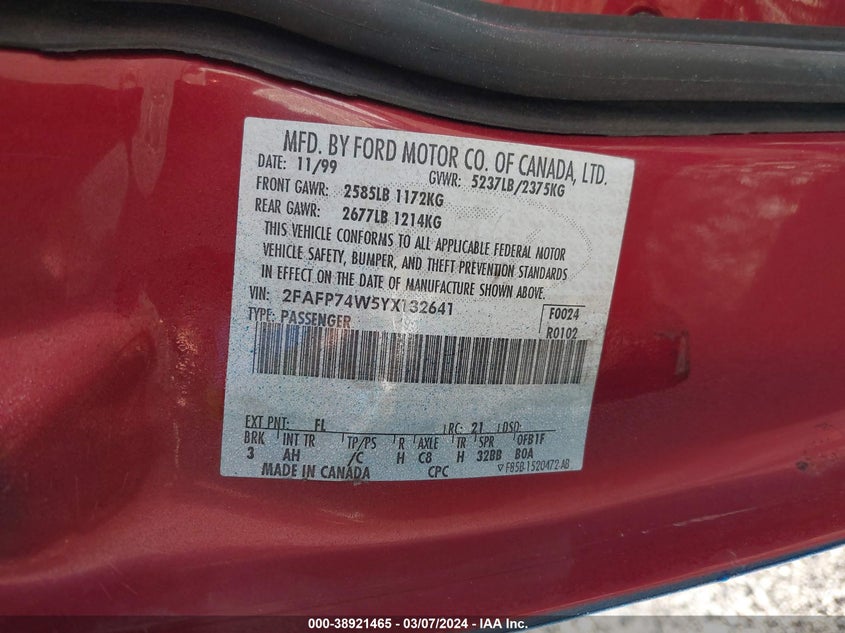 MFD. BY FORD MOTOR CO. OF CANADA, LTD.
DATE: 11/99 GVWR: 5237LB/2375KG
FRONT GAWR: 2585LB 1172KG
REAR GAWR: 2677LB 1214KG
THIS VEHICLE CONFORMS TO ALL APPLICABLE FEDERAL MOTOR
VEHICLE SAFETY, BUMPER, AND THEFT PREVENTION STANDARDS
IN EFFECT ON THE DATE OF MANUFACTURE SHOWN ABOVE.
VIN: 2FAFP74W5YX132641 F0024
TYPE: PASSENGER R0102
EXT PNT: FL RC: 21 DSO:
BRK INT TR TP/PS R AXLE TR SPR OFB1F
3 AH /C H C8 H 32BB BOA
MADE IN CANADA CPC F85B-1520472-AB
000-38921465 - 03/07/2024 - IAA Inc.